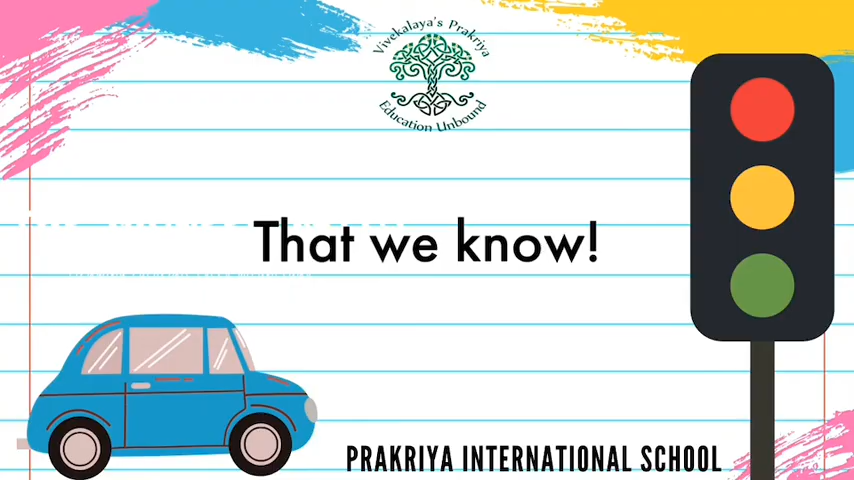 Vivekalaya's Prakriya
Education Unbound
That we know!
PRAKRIYA INTERNATIONAL SCHOOL